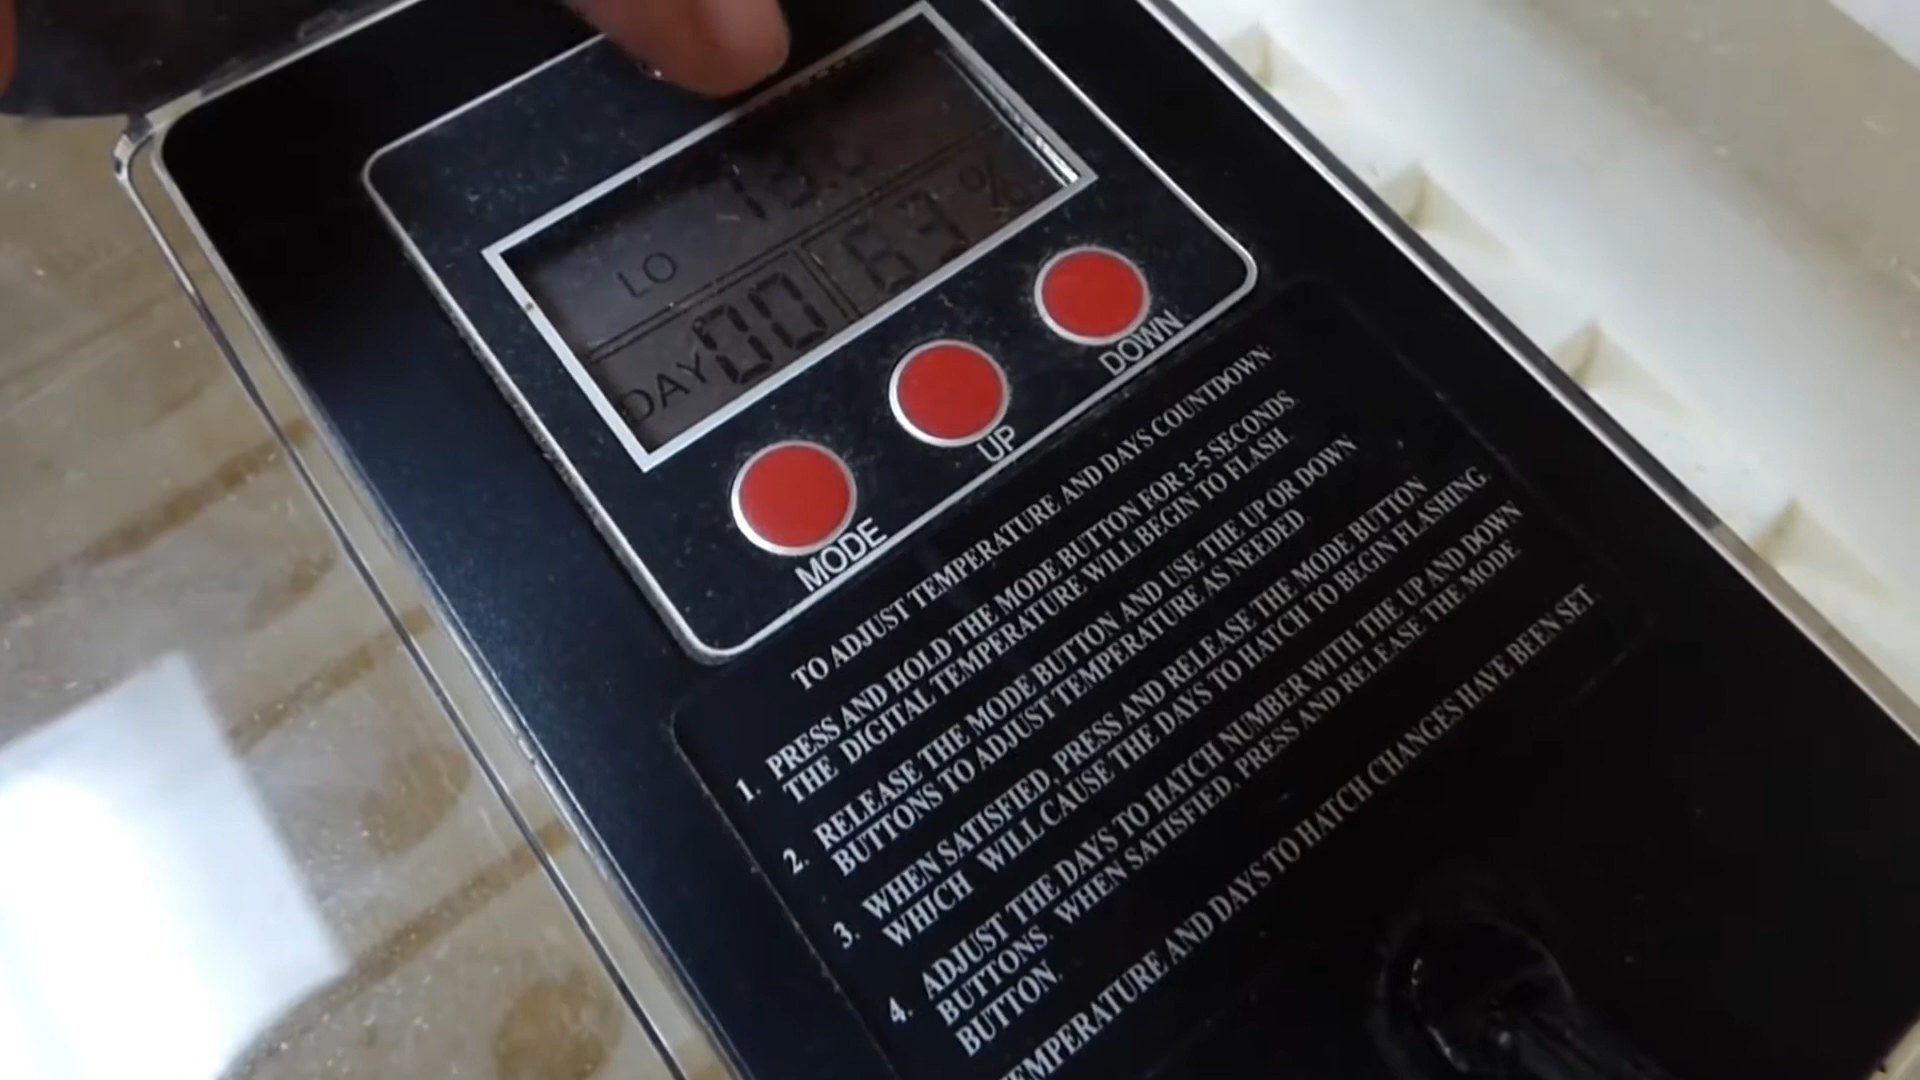 LO
DAY 00 63 %
MODE UP DOWN
TO ADJUST TEMPERATURE AND DAYS COUNTDOWN:
1. PRESS AND HOLD THE MODE BUTTON FOR 3-5 SECONDS.
THE DIGITAL TEMPERATURE WILL BEGIN TO FLASH.
2. RELEASE THE MODE BUTTON AND USE THE UP OR DOWN
BUTTONS TO ADJUST TEMPERATURE AS NEEDED.
3. WHEN SATISFIED, PRESS AND RELEASE THE MODE BUTTON
WHICH WILL CAUSE THE DAYS TO HATCH TO BEGIN FLASHING.
4. ADJUST THE DAYS TO HATCH NUMBER WITH THE UP AND DOWN
BUTTONS. WHEN SATISFIED, PRESS AND RELEASE THE MODE
BUTTON.
TEMPERATURE AND DAYS TO HATCH CHANGES HAVE BEEN SET.